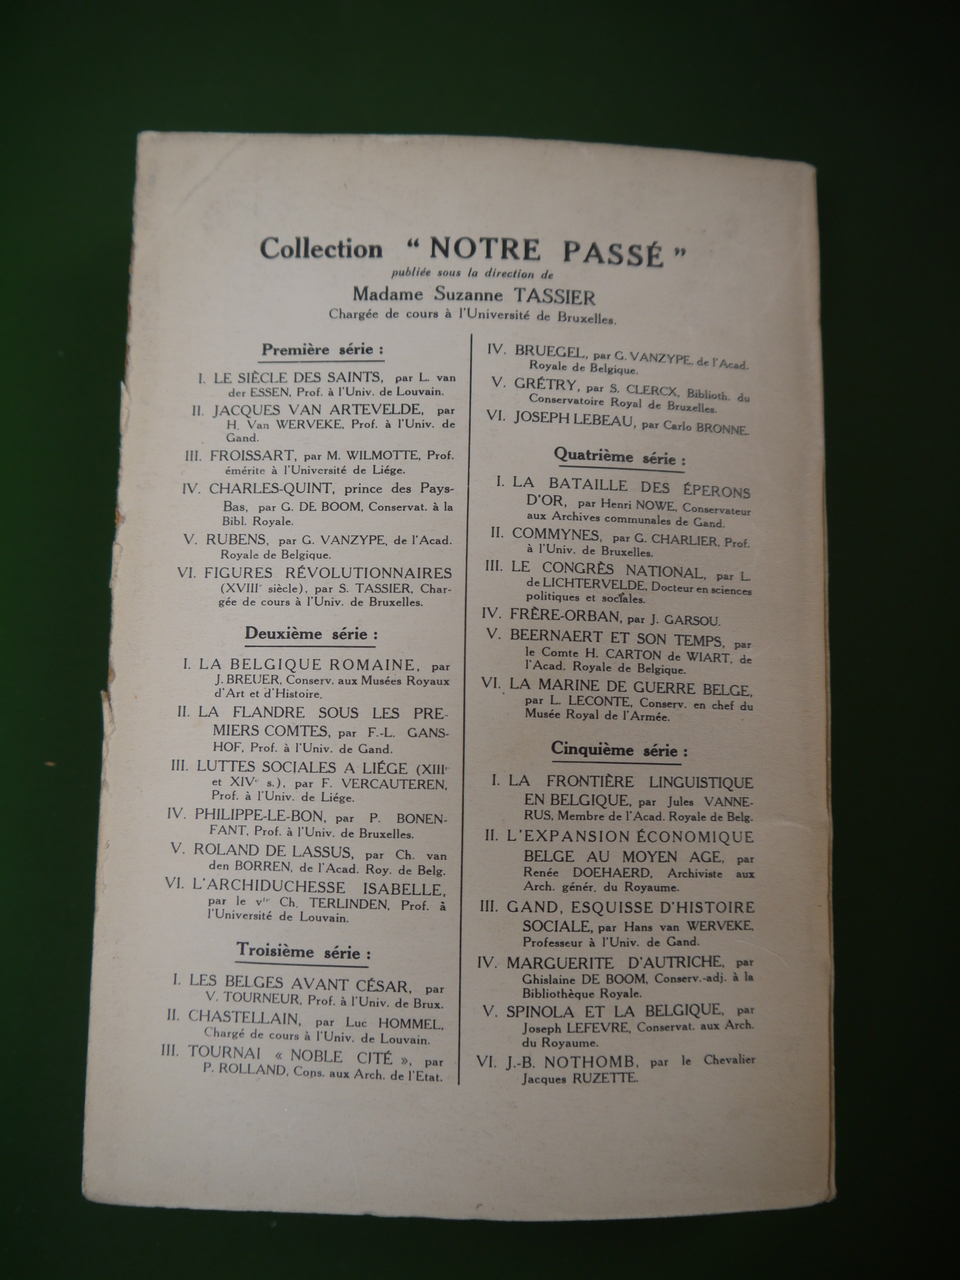 Collection “ NOTRE PASSÉ ”
publiée sous la direction de
Madame Suzanne TASSIER
Chargée de cours à l'Université de Bruxelles.
Première série :
I. LE SIÈCLE DES SAINTS, par L. van
der ESSEN, Prof. à l'Univ. de Louvain.
II. JACQUES VAN ARTEVELDE, par
H. Van WERVEKE, Prof. à l'Univ. de
Gand.
III. FROISSART, par M. WILMOTTE, Prof.
émérite à l'Université de Liége.
IV. CHARLES-QUINT, prince des Pays-
Bas, par G. DE BOOM, Conservat. à la
Bibl. Royale.
V. RUBENS, par G. VANZYPE, de l'Acad.
Royale de Belgique.
VI. FIGURES RÉVOLUTIONNAIRES
(XVIIIe siècle), par S. TASSIER, Char-
gée de cours à l'Univ. de Bruxelles.
Deuxième série :
I. LA BELGIQUE ROMAINE, par
J. BREUER, Conserv. aux Musées Royaux
d'Art et d'Histoire.
II. LA FLANDRE SOUS LES PRE-
MIERS COMTES, par F.-L. GANS-
HOF, Prof. à l'Univ. de Gand.
III. LUTTES SOCIALES A LIÉGE (XIIIe
et XIVe s.), par F. VERCAUTEREN,
Prof. à l'Univ. de Liége.
IV. PHILIPPE-LE-BON, par P. BONEN-
FANT, Prof. à l'Univ. de Bruxelles.
V. ROLAND DE LASSUS, par Ch. van
den BORREN, de l'Acad. Roy. de Belg.
VI. L'ARCHIDUCHESSE ISABELLE,
par le vte Ch. TERLINDEN, Prof. à
l'Université de Louvain.
Troisième série :
I. LES BELGES AVANT CÉSAR, par
V. TOURNEUR, Prof. à l'Univ. de Brux.
II. CHASTELLAIN, par Luc HOMMEL,
Chargé de cours à l'Univ. de Louvain.
III. TOURNAI « NOBLE CITÉ », par
P. ROLLAND, Cons. aux Arch. de l'Etat.
IV. BRUEGEL, par G. VANZYPE, de l'Acad.
Royale de Belgique.
V. GRÉTRY, par S. CLERCX, Biblioth. du
Conservatoire Royal de Bruxelles.
VI. JOSEPH LEBEAU, par Carlo BRONNE.
Quatrième série :
I. LA BATAILLE DES ÉPERONS
D'OR, par Henri NOWE, Conservateur
aux Archives communales de Gand.
II. COMMYNES, par G. CHARLIER, Prof.
à l'Univ. de Bruxelles.
III. LE CONGRÈS NATIONAL, par L.
de LICHTERVELDE, Docteur en sciences
politiques et sociales.
IV. FRÈRE-ORBAN, par J. GARSOU.
V. BEERNAERT ET SON TEMPS, par
le Comte H. CARTON de WIART, de
l'Acad. Royale de Belgique.
VI. LA MARINE DE GUERRE BELGE,
par L. LECONTE, Conserv. en chef du
Musée Royal de l'Armée.
Cinquième série :
I. LA FRONTIÈRE LINGUISTIQUE
EN BELGIQUE, par Jules VANNE-
RUS, Membre de l'Acad. Royale de Belg.
II. L'EXPANSION ÉCONOMIQUE
BELGE AU MOYEN AGE, par
Renée DOEHAERD, Archiviste aux
Arch. génér. du Royaume.
III. GAND, ESQUISSE D'HISTOIRE
SOCIALE, par Hans van WERVEKE,
Professeur à l'Univ. de Gand.
IV. MARGUERITE D'AUTRICHE, par
Ghislaine DE BOOM, Conserv.-adj. à la
Bibliothèque Royale.
V. SPINOLA ET LA BELGIQUE, par
Joseph LEFEVRE, Conservat. aux Arch.
du Royaume.
VI. J.-B. NOTHOMB, par le Chevalier
Jacques RUZETTE.